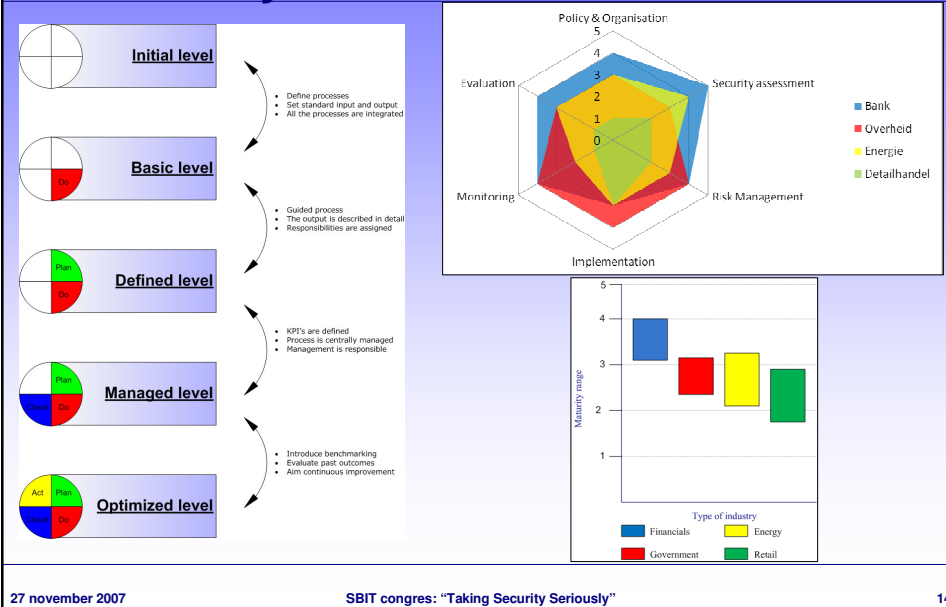 Initial level
Define processes
Set standard input and output
All the processes are integrated
Do
Basic level
Guided process
The output is described in detail
Responsibilities are assigned
Plan
Do
Defined level
KPI's are defined
Process is centrally managed
Management is responsible
Plan
Check Do
Managed level
Introduce benchmarking
Evaluate past outcomes
Aim continuous improvement
Act Plan
Check Do
Optimized level
Policy & Organisation
5
4
3
2
1
0
Evaluation
Security assessment
Monitoring
Risk Management
Implementation
Bank
Overheid
Energie
Detailhandel
5
4
3
2
1
Maturity range
Type of industry
Financials Energy
Government Retail
27 november 2007 SBIT congres: "Taking Security Seriously"